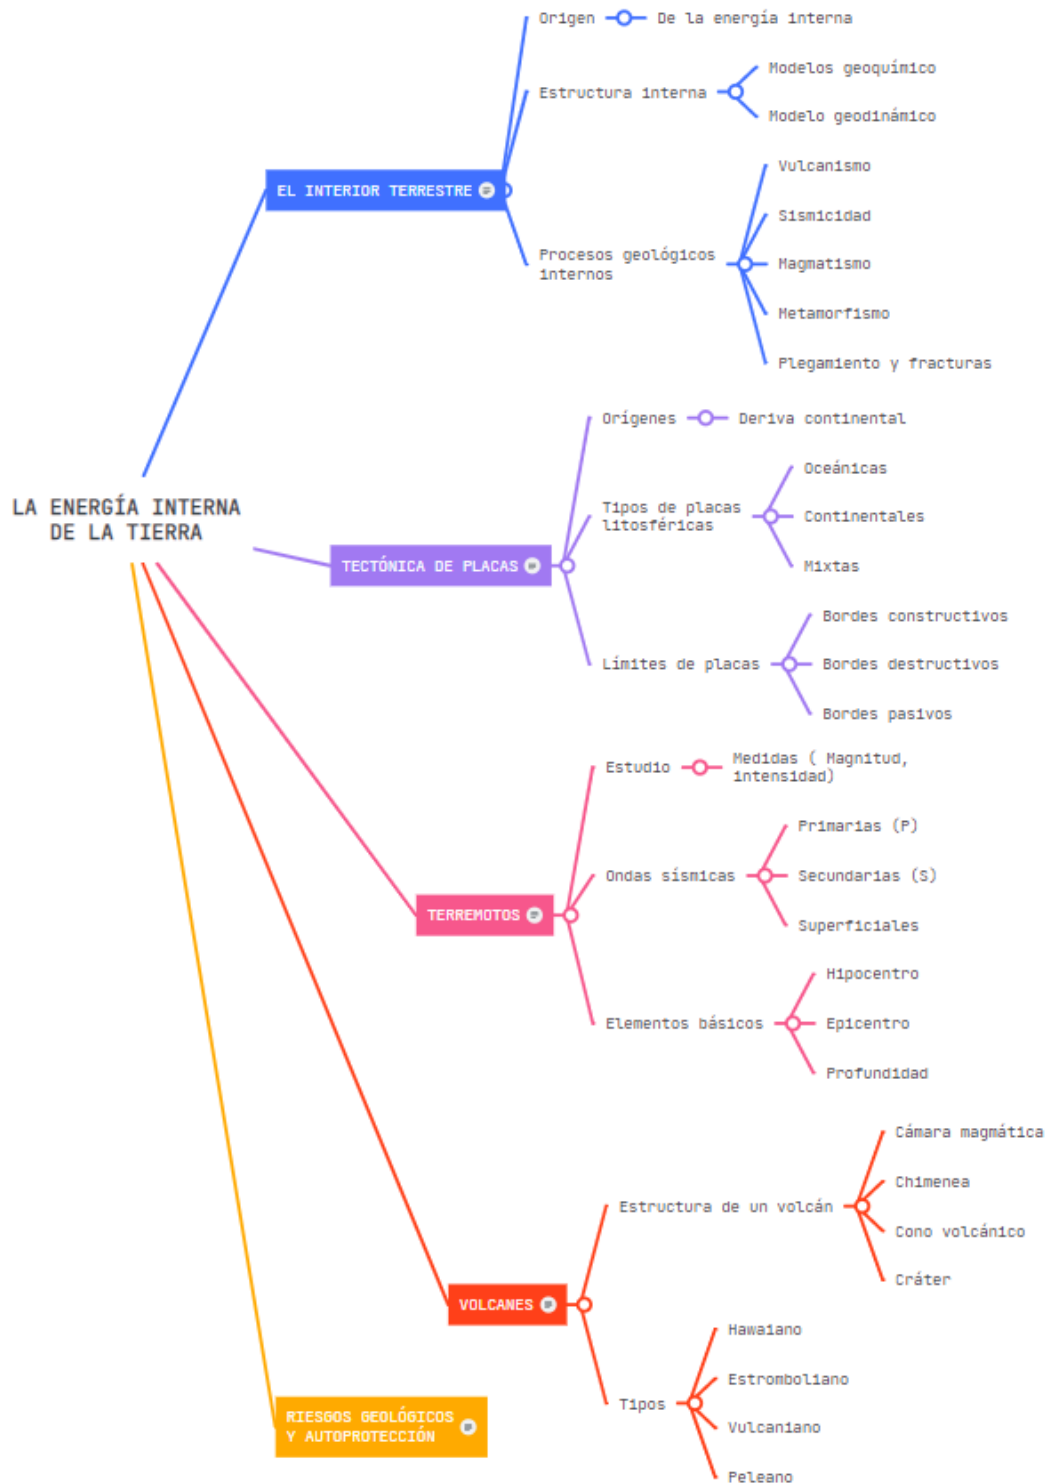 Origen
De la energía interna
Estructura interna
Modelos geoquímico
Modelo geodinámico
EL INTERIOR TERRESTRE
Procesos geológicos
internos
Vulcanismo
Sismicidad
Magmatismo
Metamorfismo
Plegamiento y fracturas
LA ENERGÍA INTERNA
DE LA TIERRA
TECTÓNICA DE PLACAS
Orígenes
Deriva continental
Tipos de placas
litosféricas
Oceánicas
Continentales
Mixtas
Límites de placas
Bordes constructivos
Bordes destructivos
Bordes pasivos
TERREMOTOS
Estudio
Medidas ( Magnitud,
intensidad)
Ondas sísmicas
Primarias (P)
Secundarias (S)
Superficiales
Elementos básicos
Hipocentro
Epicentro
Profundidad
VOLCANES
Estructura de un volcán
Cámara magmática
Chimenea
Cono volcánico
Cráter
Tipos
Hawaiano
Estromboliano
Vulcaniano
Peleano
RIESGOS GEOLÓGICOS
Y AUTOPROTECCIÓN